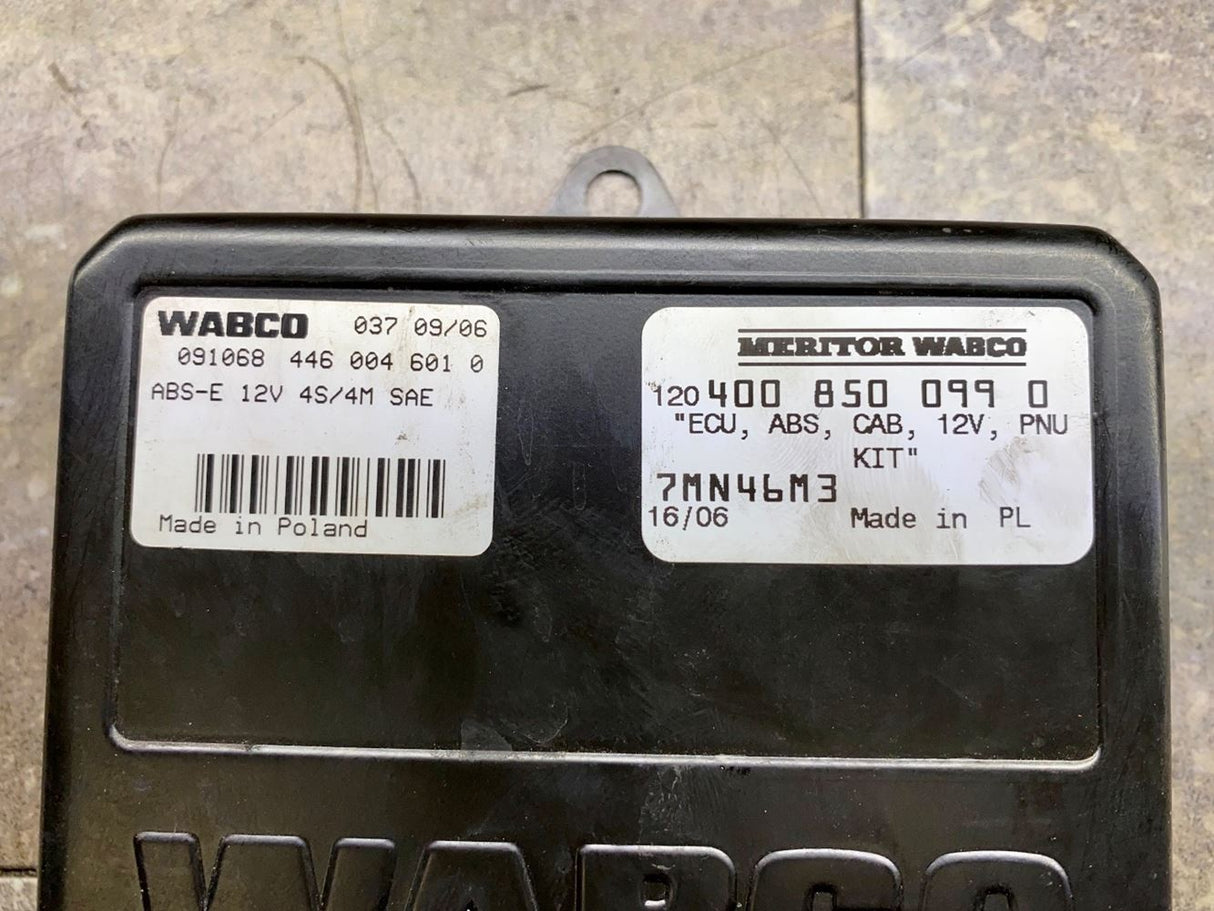 WABCO 037 09/06
091068 446 004 601 0
ABS-E 12V 4S/4M SAE
Made in Poland
MERITOR WABCO
120 400 850 099 0
"ECU, ABS, CAB, 12V, PNU
KIT"
7MN46M3
16/06 Made in PL
WABCO